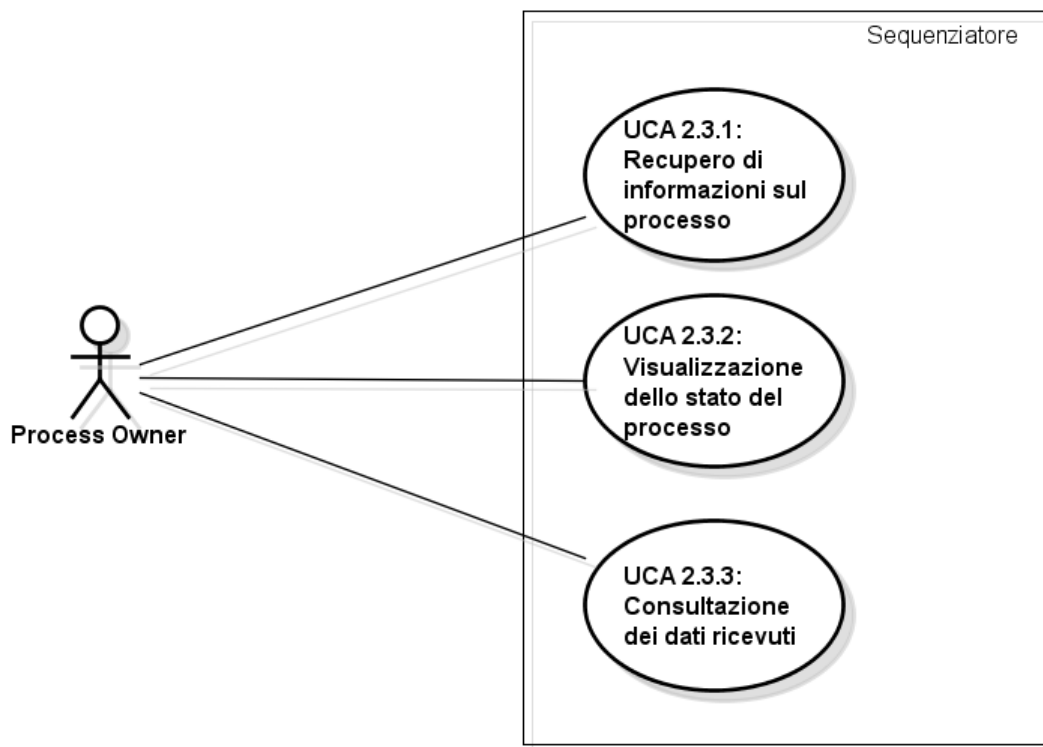 Sequenziatore
UCA 2.3.1:
Recupero di
informazioni sul
processo
UCA 2.3.2:
Visualizzazione
dello stato del
processo
Process Owner
UCA 2.3.3:
Consultazione
dei dati ricevuti